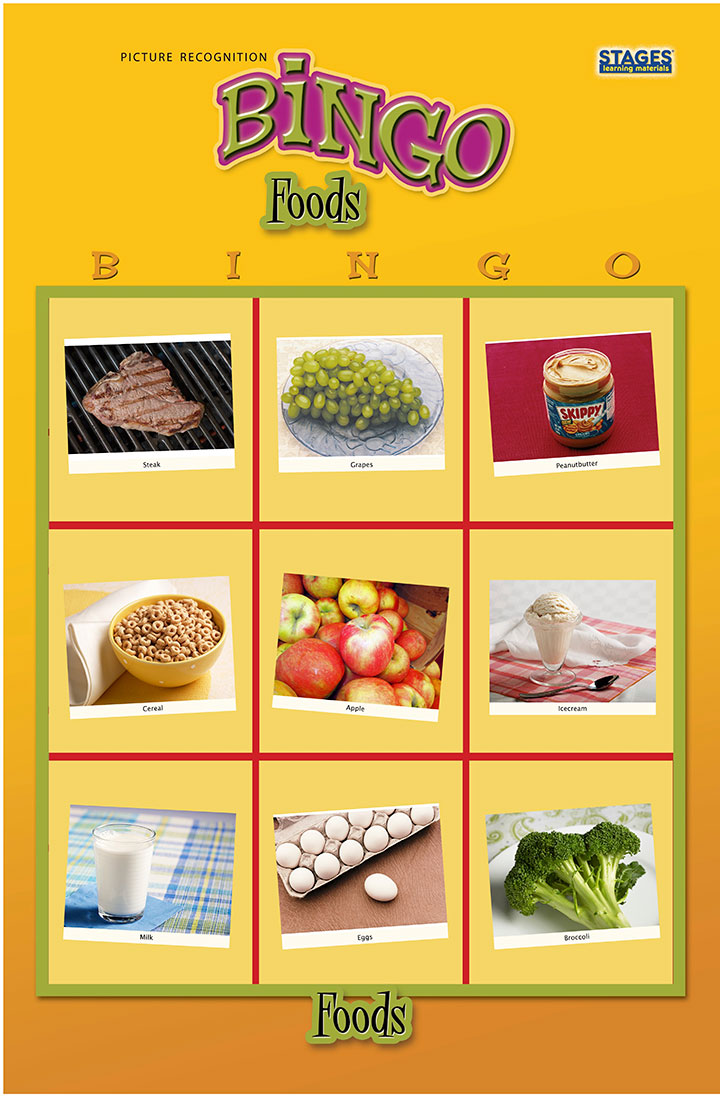 PICTURE RECOGNITION
BiNGO
STAGES
learning materials
Foods
B I N G O
Steak
Grapes
SKIPPY
Peanutbutter
Cereal
Apple
Icecream
Milk
Eggs
Broccoli
Foods